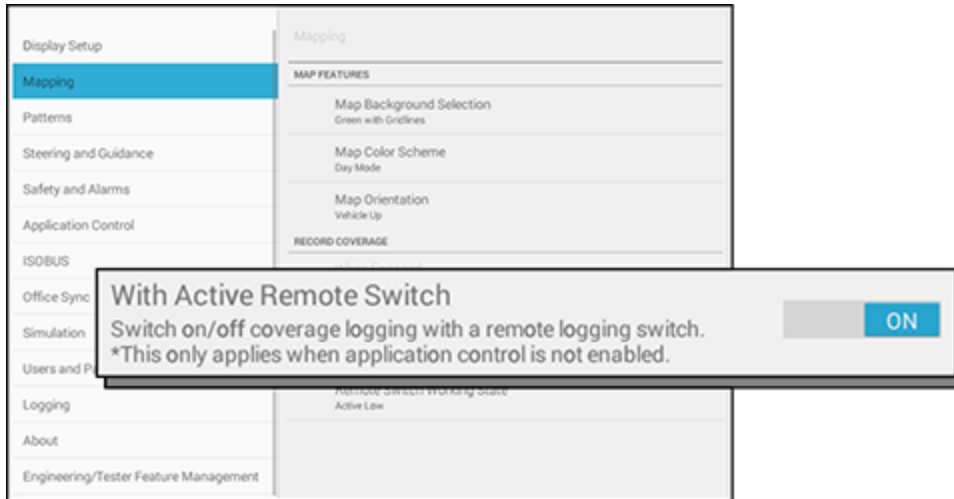 Display Setup
Mapping
Patterns
Steering and Guidance
Safety and Alarms
Application Control
ISOBUS
Office Sync
Simulation
Users and P
Logging
About
Engineering/Tester Feature Management
Mapping
MAP FEATURES
Map Background Selection
Green with Gridlines
Map Color Scheme
Day Mode
Map Orientation
Vehicle Up
RECORD COVERAGE
When Engaged
With Active Remote Switch
Switch on/off coverage logging with a remote logging switch.
*This only applies when application control is not enabled.
ON
Remote Switch Working State
Active Low